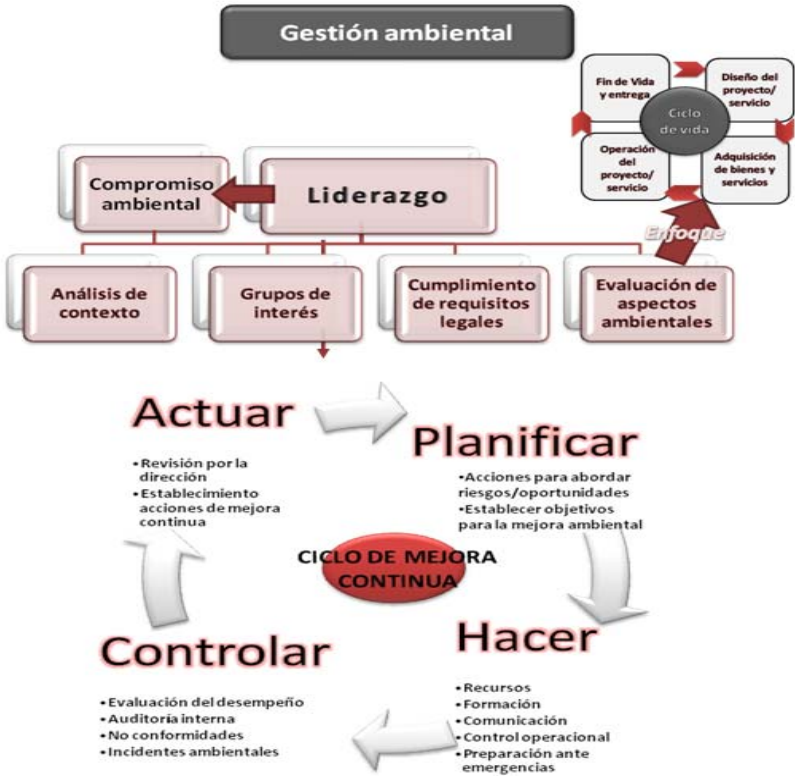 Gestión ambiental
Fin de Vida
y entrega
Diseño del
proyecto/
servicio
Ciclo
de vida
Operación
del
proyecto/
servicio
Adquisición
de bienes y
servicios
Enfoque
Compromiso
ambiental
Liderazgo
Análisis de
contexto
Grupos de
interés
Cumplimiento
de requisitos
legales
Evaluación de
aspectos
ambientales
Actuar
•Revisión por la
dirección
•Establecimiento
acciones de mejora
continua
Planificar
•Acciones para abordar
riesgos/oportunidades
•Establecer objetivos
para la mejora ambiental
CICLO DE MEJORA
CONTINUA
Controlar
•Evaluación del desempeño
•Auditoría interna
•No conformidades
•Incidentes ambientales
Hacer
•Recursos
•Formación
•Comunicación
•Control operacional
•Preparación ante
emergencias